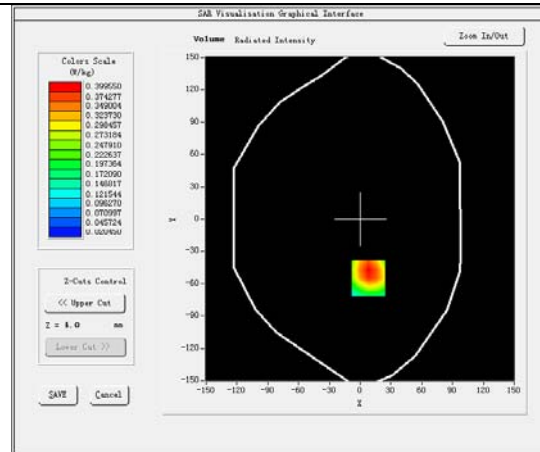 SAR Visualisation Graphical Interface
Volume Radiated Intensity
Zoom In/Out
Colors Scale
(W/kg)
0.399550
0.374277
0.349004
0.323730
0.298457
0.273184
0.247910
0.222637
0.197364
0.172090
0.146817
0.121544
0.096270
0.070997
0.045724
0.020450
Z-Cuts Control
<< Upper Cut
Z = 4.0 mm
Lower Cut >>
SAVE
Cancel
150
120
90
60
30
0
-30
-60
-90
-120
-150
Y
-150 -120 -90 -60 -30 0 30 60 90 120 150
X